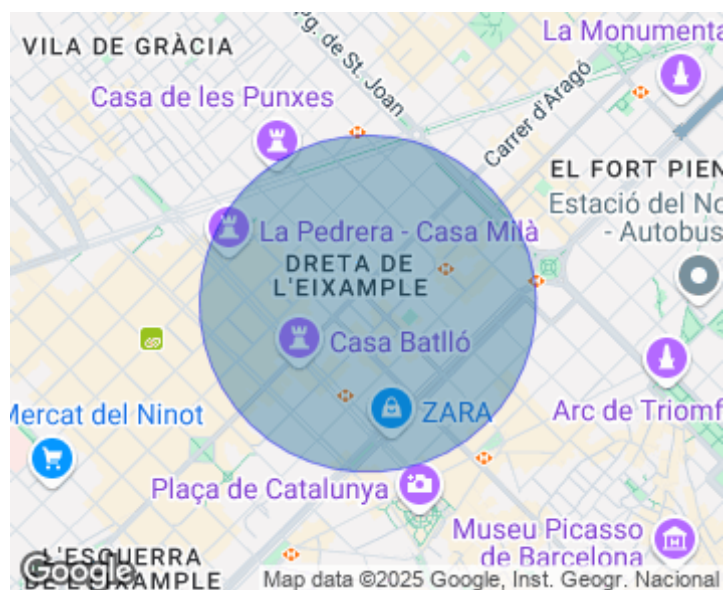 La Monumenta
VILA DE GRÀCIA
g. de St. Joan
Casa de les Punxes
Carrer d'Aragó
EL FORT PIEN
Estació del No
- Autobus
La Pedrera - Casa Milà
DRETA DE
L'EIXAMPLE
Casa Batlló
Mercat del Ninot
ZARA
Arc de Triomf
Plaça de Catalunya
Museu Picasso
de Barcelona
L'ESQUERRA
DE L'EIXAMPLE
Google
Map data ©2025 Google, Inst. Geogr. Nacional